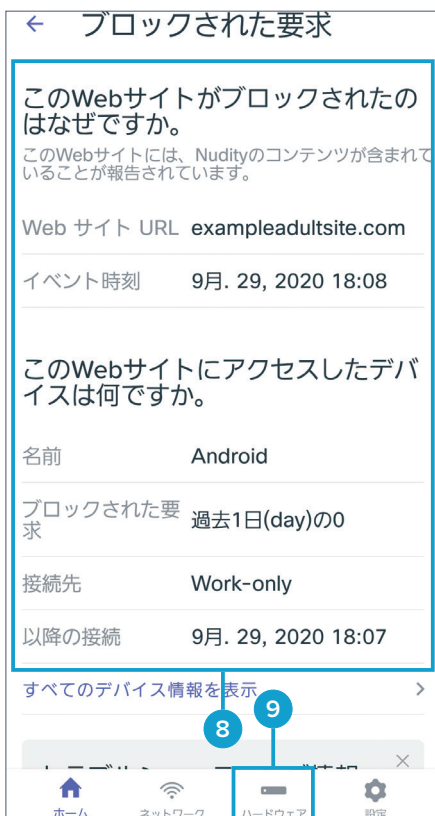 ← ブロックされた要求
このWebサイトがブロックされたの
はなぜですか。
このWebサイトには、Nudityのコンテンツが含まれて
いることが報告されています。
Web サイト URL exampleadultsite.com
イベント時刻 9月. 29, 2020 18:08
このWebサイトにアクセスしたデバ
イスは何ですか。
名前 Android
ブロックされた要
求 過去1日(day)の0
接続先 Work-only
以降の接続 9月. 29, 2020 18:07
すべてのデバイス情報を表示 >
8 9
ホーム ネットワーク ハードウェア 設定